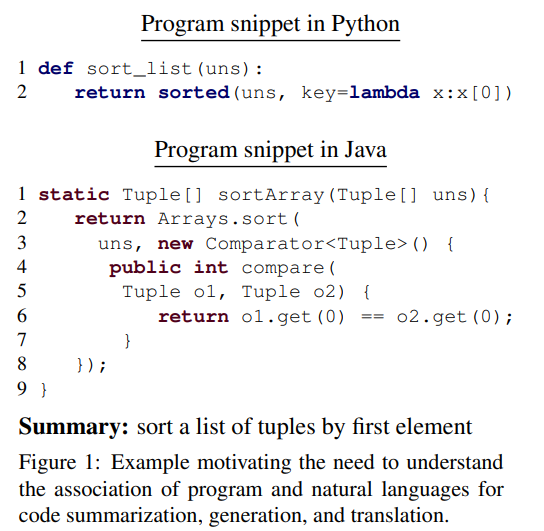 Program snippet in Python
1 def sort_list(uns):
2 return sorted(uns, key=lambda x:x[0])
Program snippet in Java
1 static Tuple[] sortArray(Tuple[] uns){
2 return Arrays.sort(
3 uns, new Comparator<Tuple>() {
4 public int compare(
5 Tuple o1, Tuple o2) {
6 return o1.get(0) == o2.get(0);
7 }
8 });
9 }
Summary: sort a list of tuples by first element
Figure 1: Example motivating the need to understand
the association of program and natural languages for
code summarization, generation, and translation.